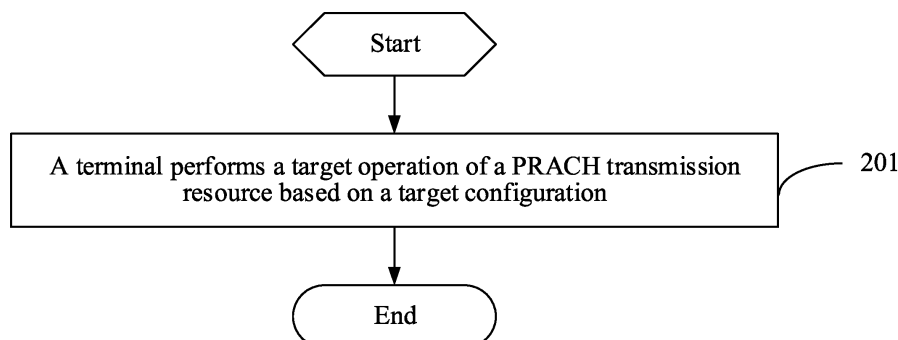 Start
A terminal performs a target operation of a PRACH transmission
resource based on a target configuration
201
End